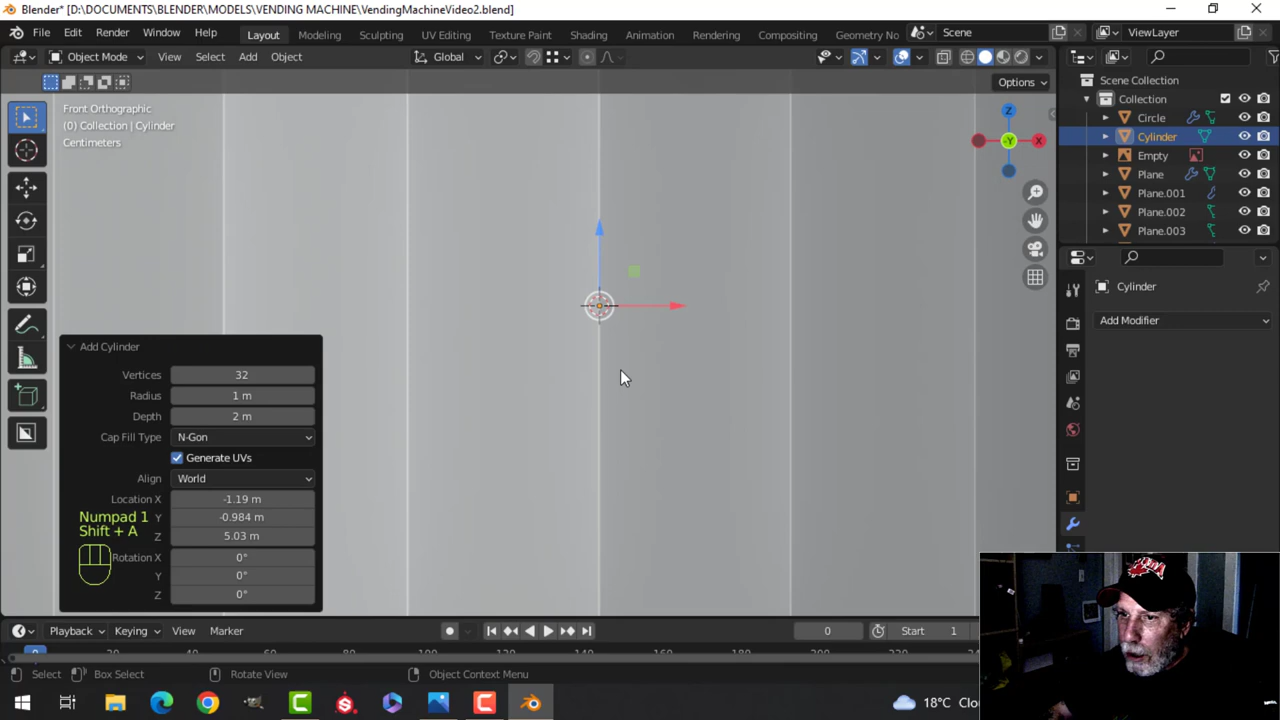 Blender* [D:\DOCUMENTS\BLENDER\MODELS\VENDING MACHINE\VendingMachineVideo2.blend]
File Edit Render Window Help Layout Modeling Sculpting UV Editing Texture Paint Shading Animation Rendering Compositing Geometry No Scene ViewLayer
Object Mode View Select Add Object Global
Options
Front Orthographic
(0) Collection | Cylinder
Centimeters
Z
-Y
X
Scene Collection
Collection
Circle
Cylinder
Empty
Plane
Plane.001
Plane.002
Plane.003
Cylinder
Add Modifier
Add Cylinder
Vertices 32
Radius 1 m
Depth 2 m
Cap Fill Type N-Gon
Generate UVs
Align World
Location X -1.19 m
Y -0.984 m
Z 5.03 m
Rotation X 0°
Y 0°
Z 0°
Numpad 1
Shift + A
Playback Keying View Marker 0 Start 1
0 20
Select Box Select Rotate View Object Context Menu
18°C